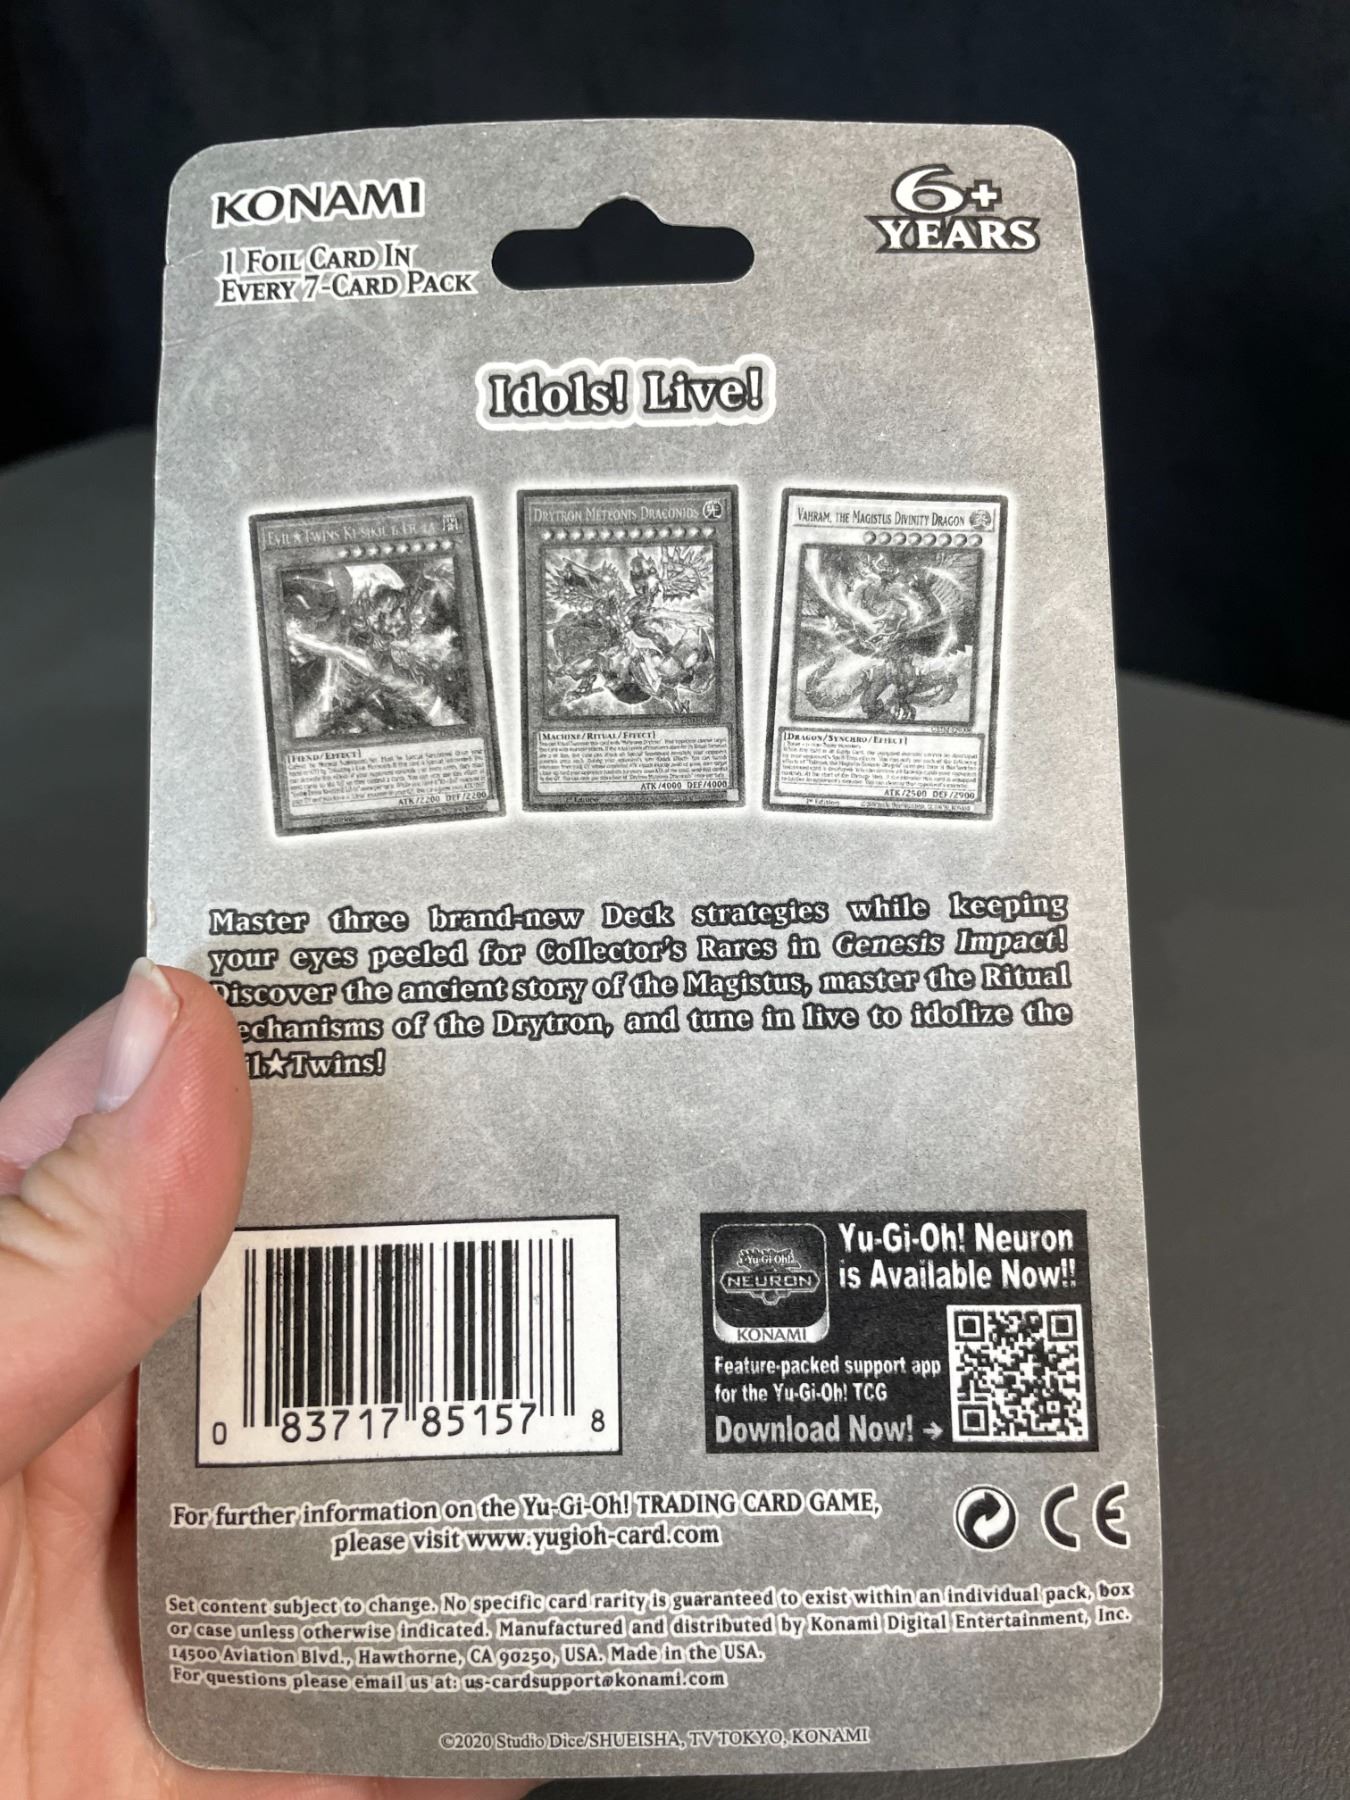 KONAMI
6+
YEARS
1 FOIL CARD IN
EVERY 7-CARD PACK
Idols! Live!
EVIL★TWINS
DRYTRON METEONIS DRACONIDS
VAHRAM, THE MAGISTUS DIVINITY DRAGON
[FIEND/EFFECT]
ATK/2200 DEF/2200
[MACHINE/RITUAL/EFFECT]
ATK/4000 DEF/4000
1st Edition
[DRAGON/SYNCHRO/EFFECT]
ATK/2500 DEF/2900
1st Edition
Master three brand-new Deck strategies while keeping
your eyes peeled for Collector's Rares in Genesis Impact!
iscover the ancient story of the Magistus, master the Ritual
echanisms of the Drytron, and tune in live to idolize the
il★Twins!
0 83717 85157 8
Yu-Gi-Oh! Neuron
is Available Now!!
Yu-Gi-Oh!
NEURON
KONAMI
Feature-packed support app
for the Yu-Gi-Oh! TCG
Download Now! →
For further information on the Yu-Gi-Oh! TRADING CARD GAME,
please visit www.yugioh-card.com
CE
Set content subject to change. No specific card rarity is guaranteed to exist within an individual pack, box
or case unless otherwise indicated. Manufactured and distributed by Konami Digital Entertainment, Inc.
14500 Aviation Blvd., Hawthorne, CA 90250, USA. Made in the USA.
For questions please email us at: us-cardsupport@konami.com
©2020 Studio Dice/SHUEISHA, TV TOKYO, KONAMI